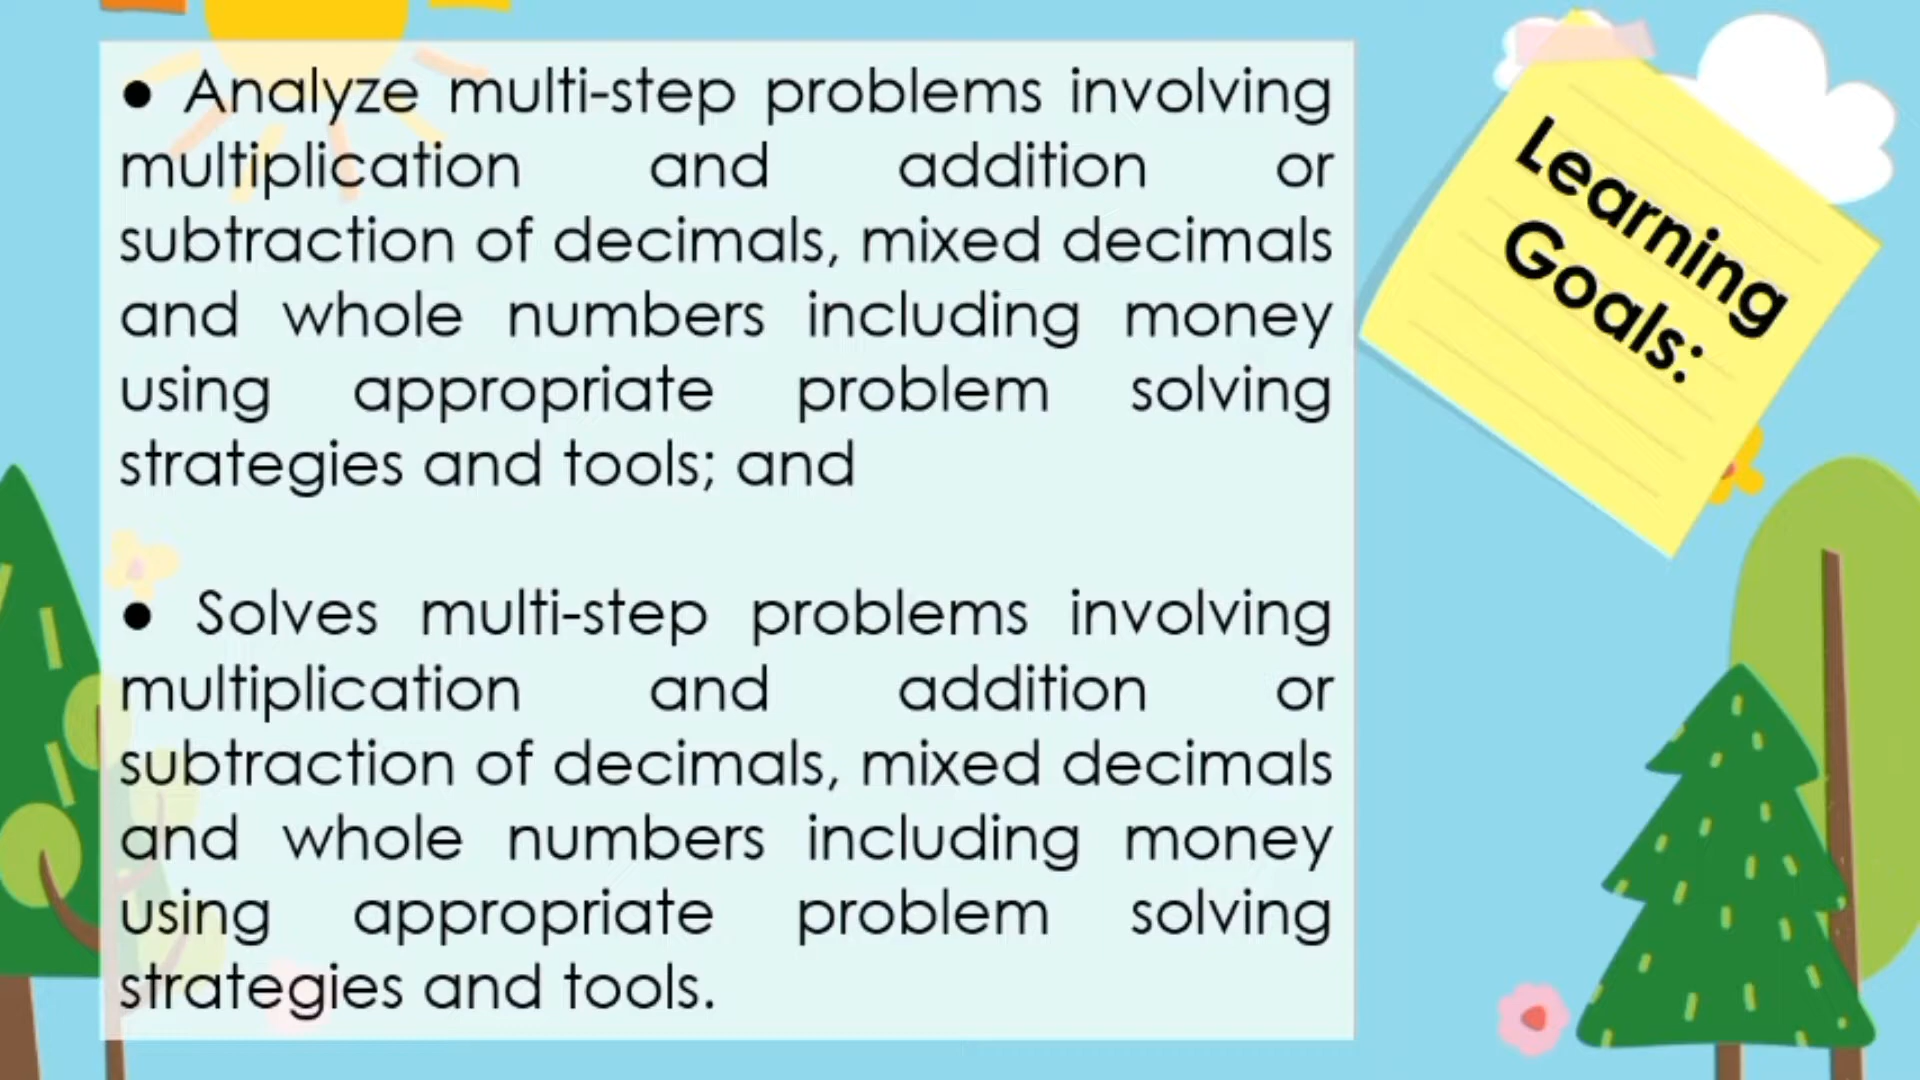 ● Analyze multi-step problems involving
multiplication and addition or
subtraction of decimals, mixed decimals
and whole numbers including money
using appropriate problem solving
strategies and tools; and
● Solves multi-step problems involving
multiplication and addition or
subtraction of decimals, mixed decimals
and whole numbers including money
using appropriate problem solving
strategies and tools.
Learning
Goals: